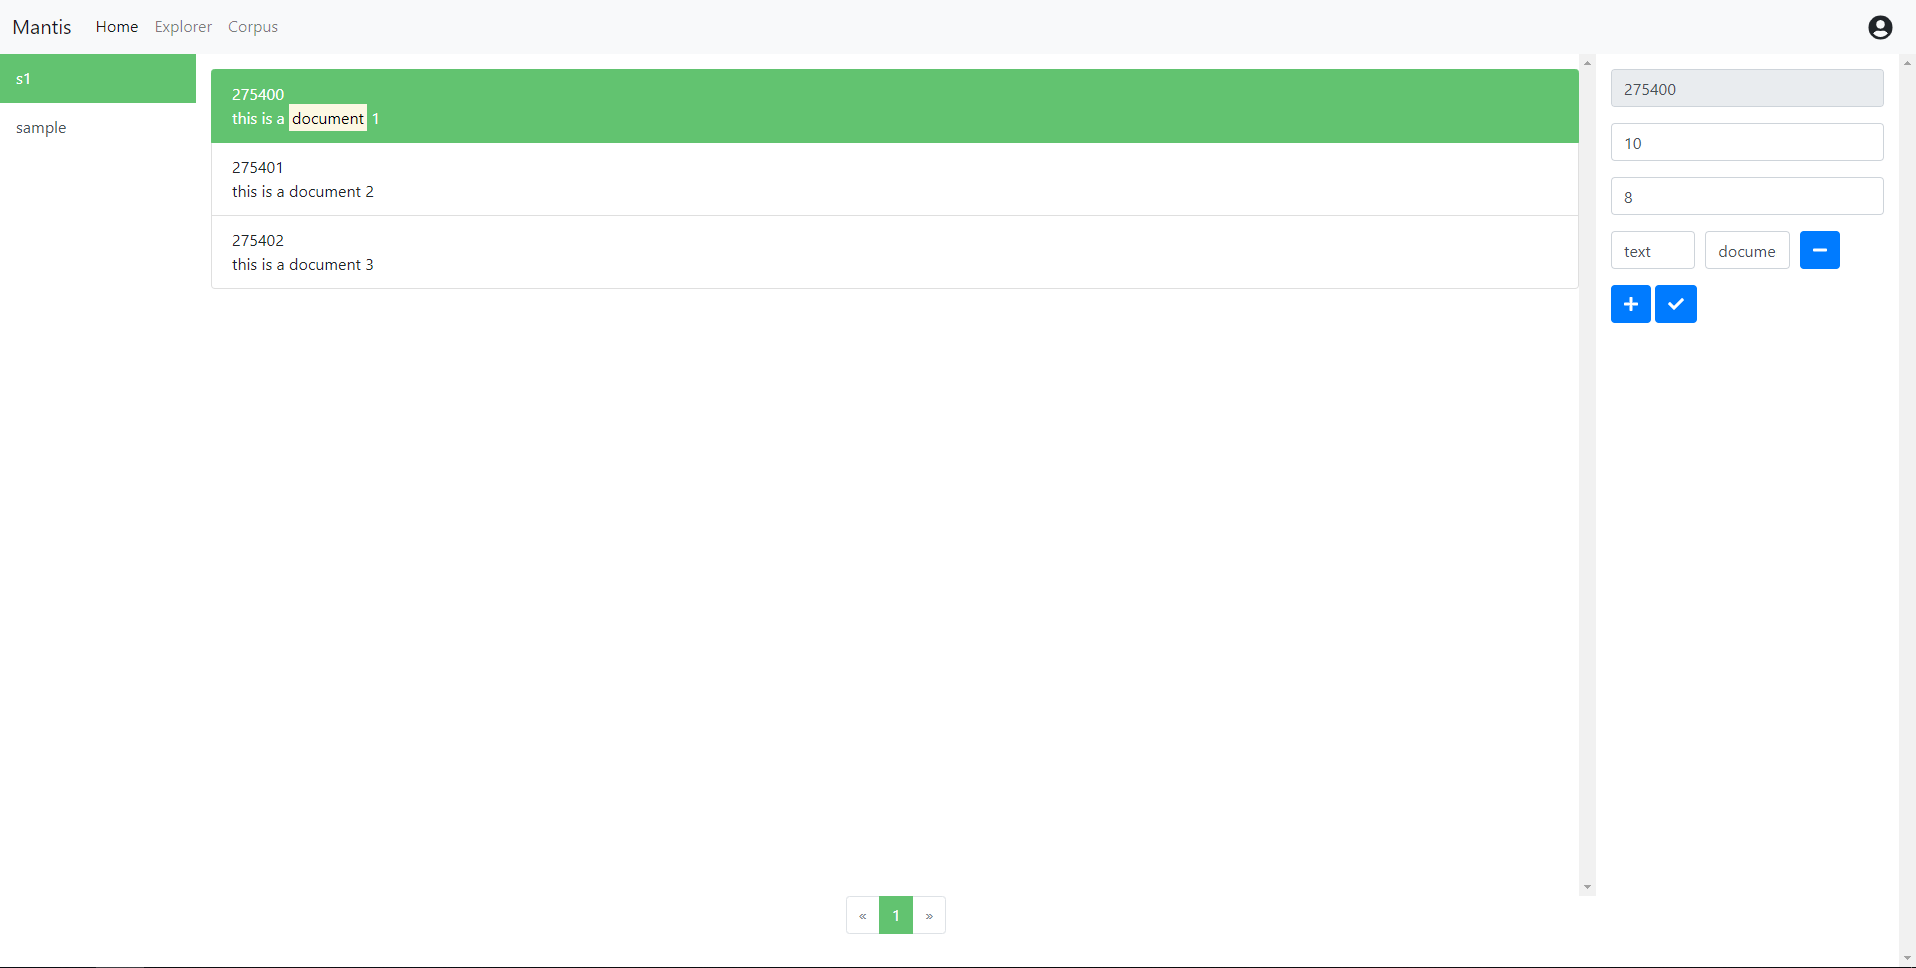 Mantis Home Explorer Corpus
s1
sample
275400
this is a document 1
275401
this is a document 2
275402
this is a document 3
« 1 »
275400
10
8
text docume